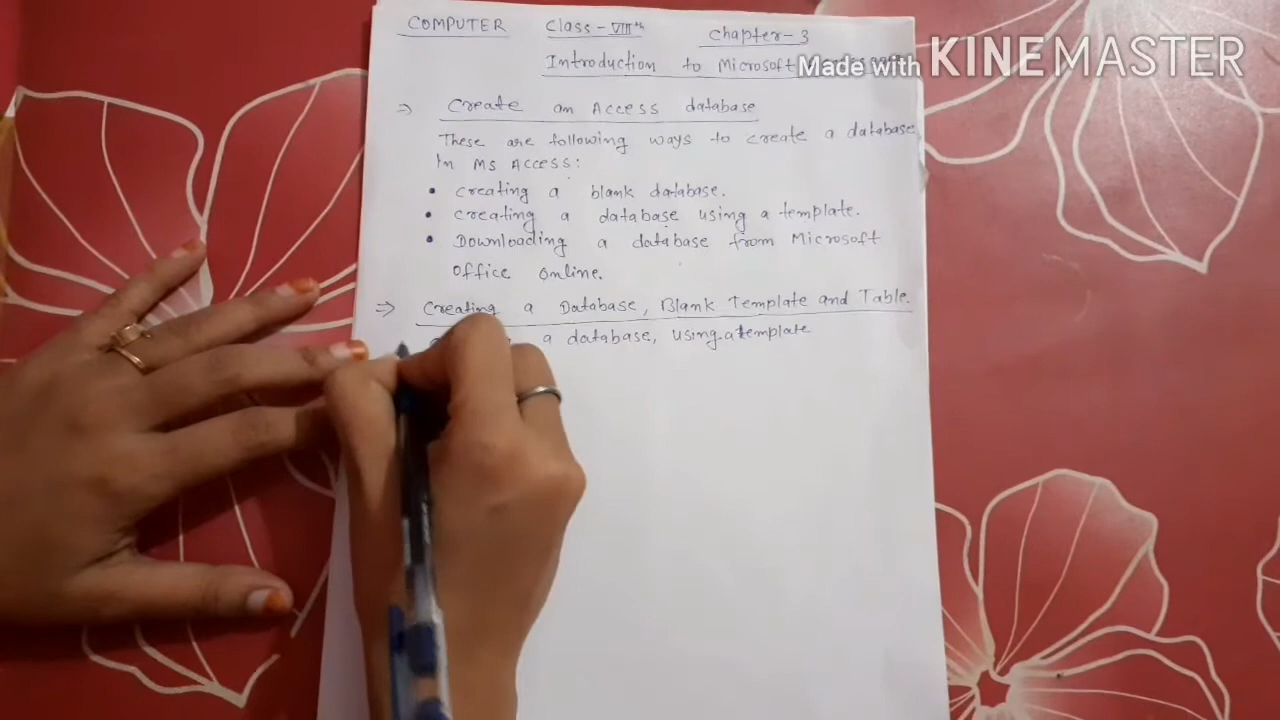 COMPUTER Class - VIIIth Chapter-3
Introduction to Microsoft
Made with KINEMASTER
⇒ Create an Access database
These are following ways to create a database
In Ms Access:
• Creating a blank database.
• Creating a database using a template.
• Downloading a database from Microsoft
Office Online.
⇒ Creating a Database, Blank Template and Table.
a database, using a template